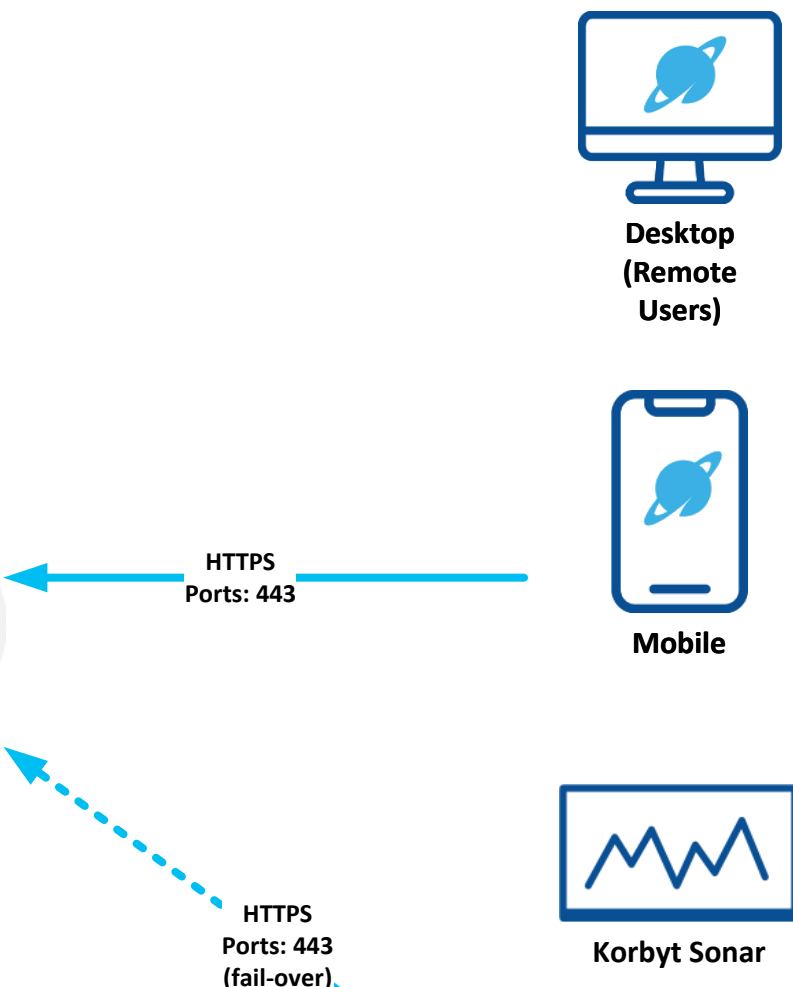 Desktop
(Remote
Users)
HTTPS
Ports: 443
Mobile
HTTPS
Ports: 443
(fail-over)
Korbyt Sonar